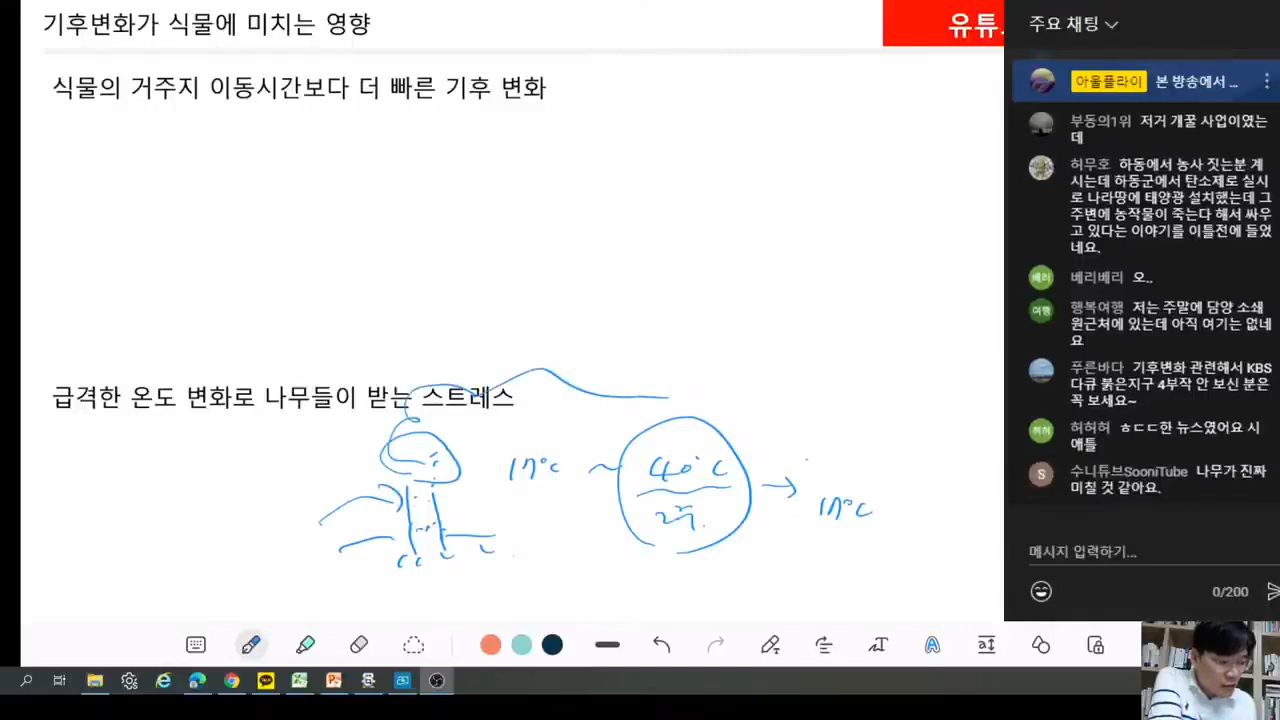 기후변화가 식물에 미치는 영향
유튜
식물의 거주지 이동시간보다 더 빠른 기후 변화
급격한 온도 변화로 나무들이 받는 스트레스
17℃ ~ 40℃ → 17℃
2주
주요 채팅
아울플라이 본 방송에서 ...
부동의1위 저거 개꿀 사업이였는
데
허무호 하동에서 농사 짓는분 계
시는데 하동군에서 탄소제로 실시
로 나라땅에 태양광 설치했는데 그
주변에 농작물이 죽는다 해서 싸우
고 있다는 이야기를 이틀전에 들었
네요.
베리 베리베리 오..
여행 행복여행 저는 주말에 담양 소쇄
원근처에 있는데 아직 여기는 없네
요
푸른바다 기후변화 관련해서 KBS
다큐 붉은지구 4부작 안 보신 분은
꼭 보세요~
허허 허허허 ㅎㄷㄷ한 뉴스였어요 시
애틀
S 수니튜브SooniTube 나무가 진짜
미칠 것 같아요.
메시지 입력하기...
0/200